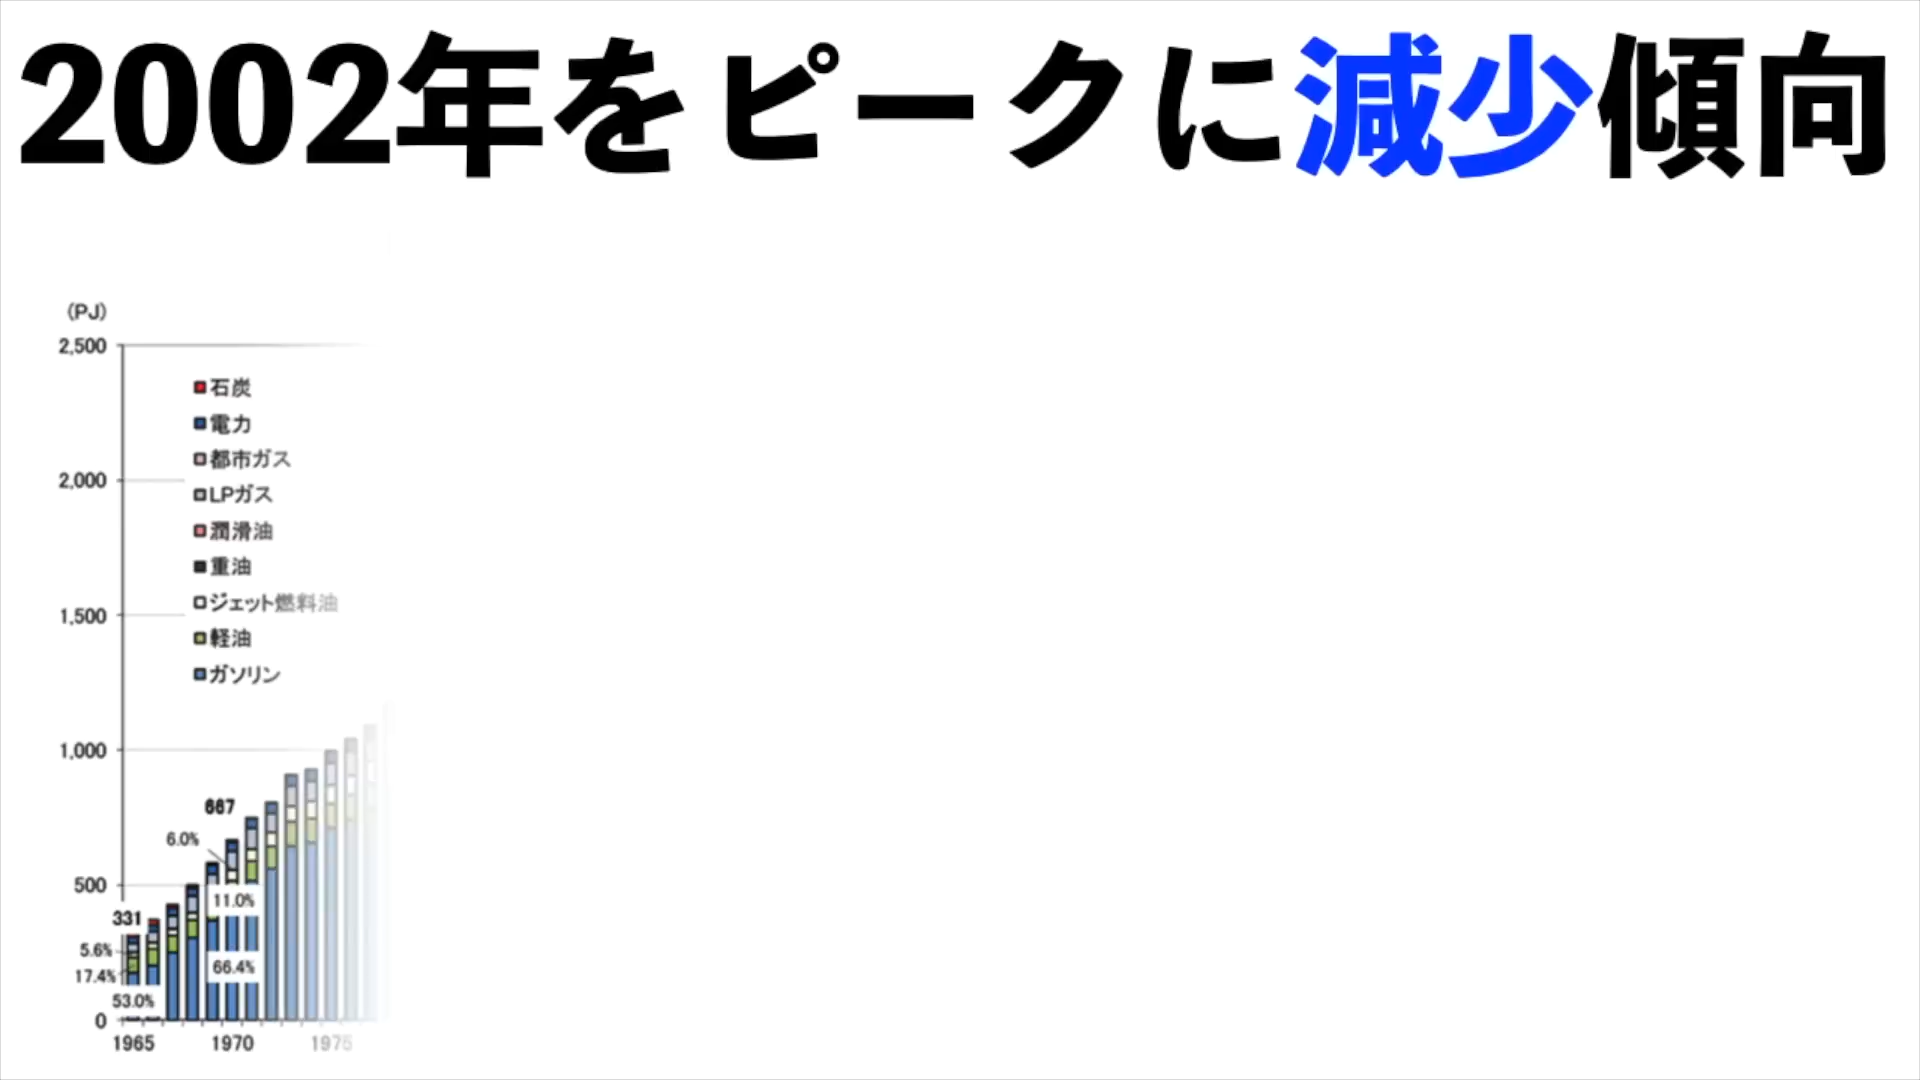 2002年をピークに減少傾向
(PJ)
2,500
石炭
電力
都市ガス
2,000
LPガス
潤滑油
重油
ジェット燃料油
1,500
軽油
ガソリン
1,000
667
6.0%
500
11.0%
331
5.6%
66.4%
17.4%
53.0%
0
1965 1970 1975